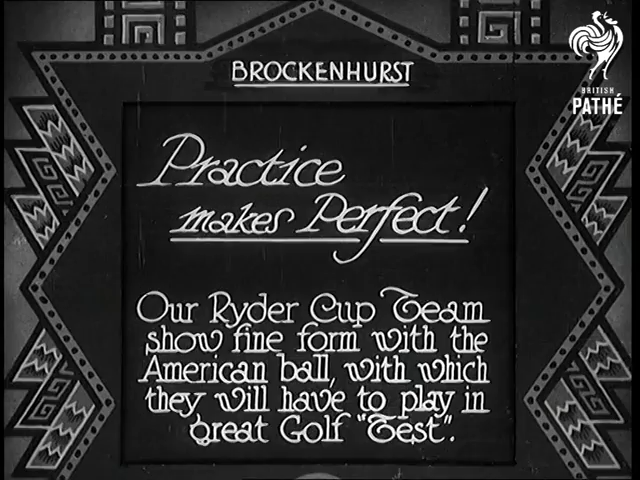 BROCKENHURST
BRITISH
PATHÉ
Practice
makes Perfect!
Our Ryder Cup Team
show fine form with the
American ball, with which
they will have to play in
great Golf "Test".